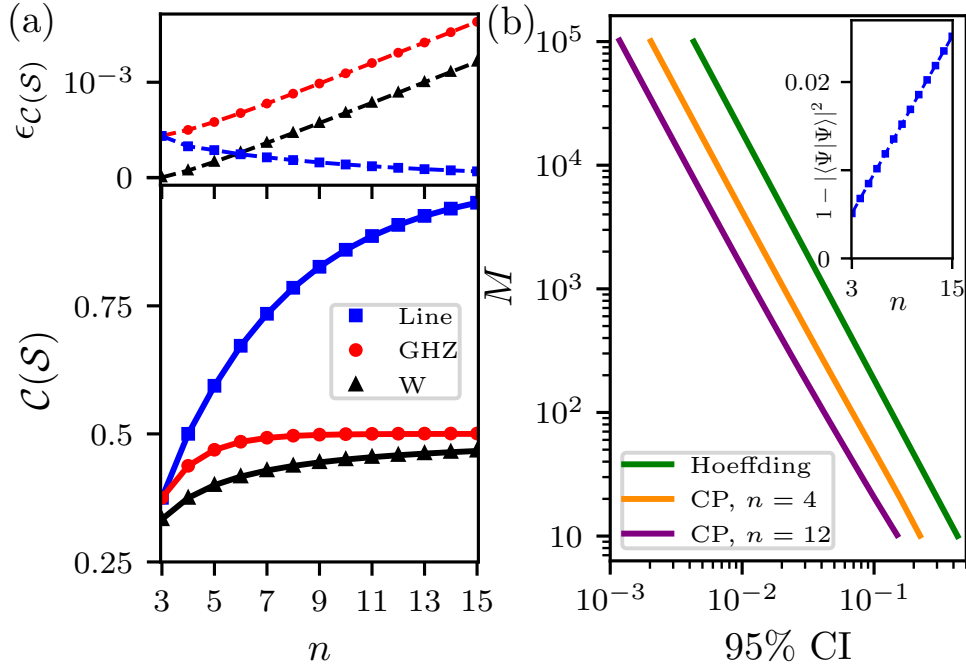 (a)
ϵ_C(S)
10⁻³
0
C(S)
0.75
0.5
0.25
Line
GHZ
W
3 5 7 9 11 13 15
n
(b)
M
10⁵
10⁴
10³
10²
10
Hoeffding
CP, n = 4
CP, n = 12
10⁻³ 10⁻² 10⁻¹
95% CI
1 − |⟨Ψ|Ψ⟩|²
0.02
0
3 15
n